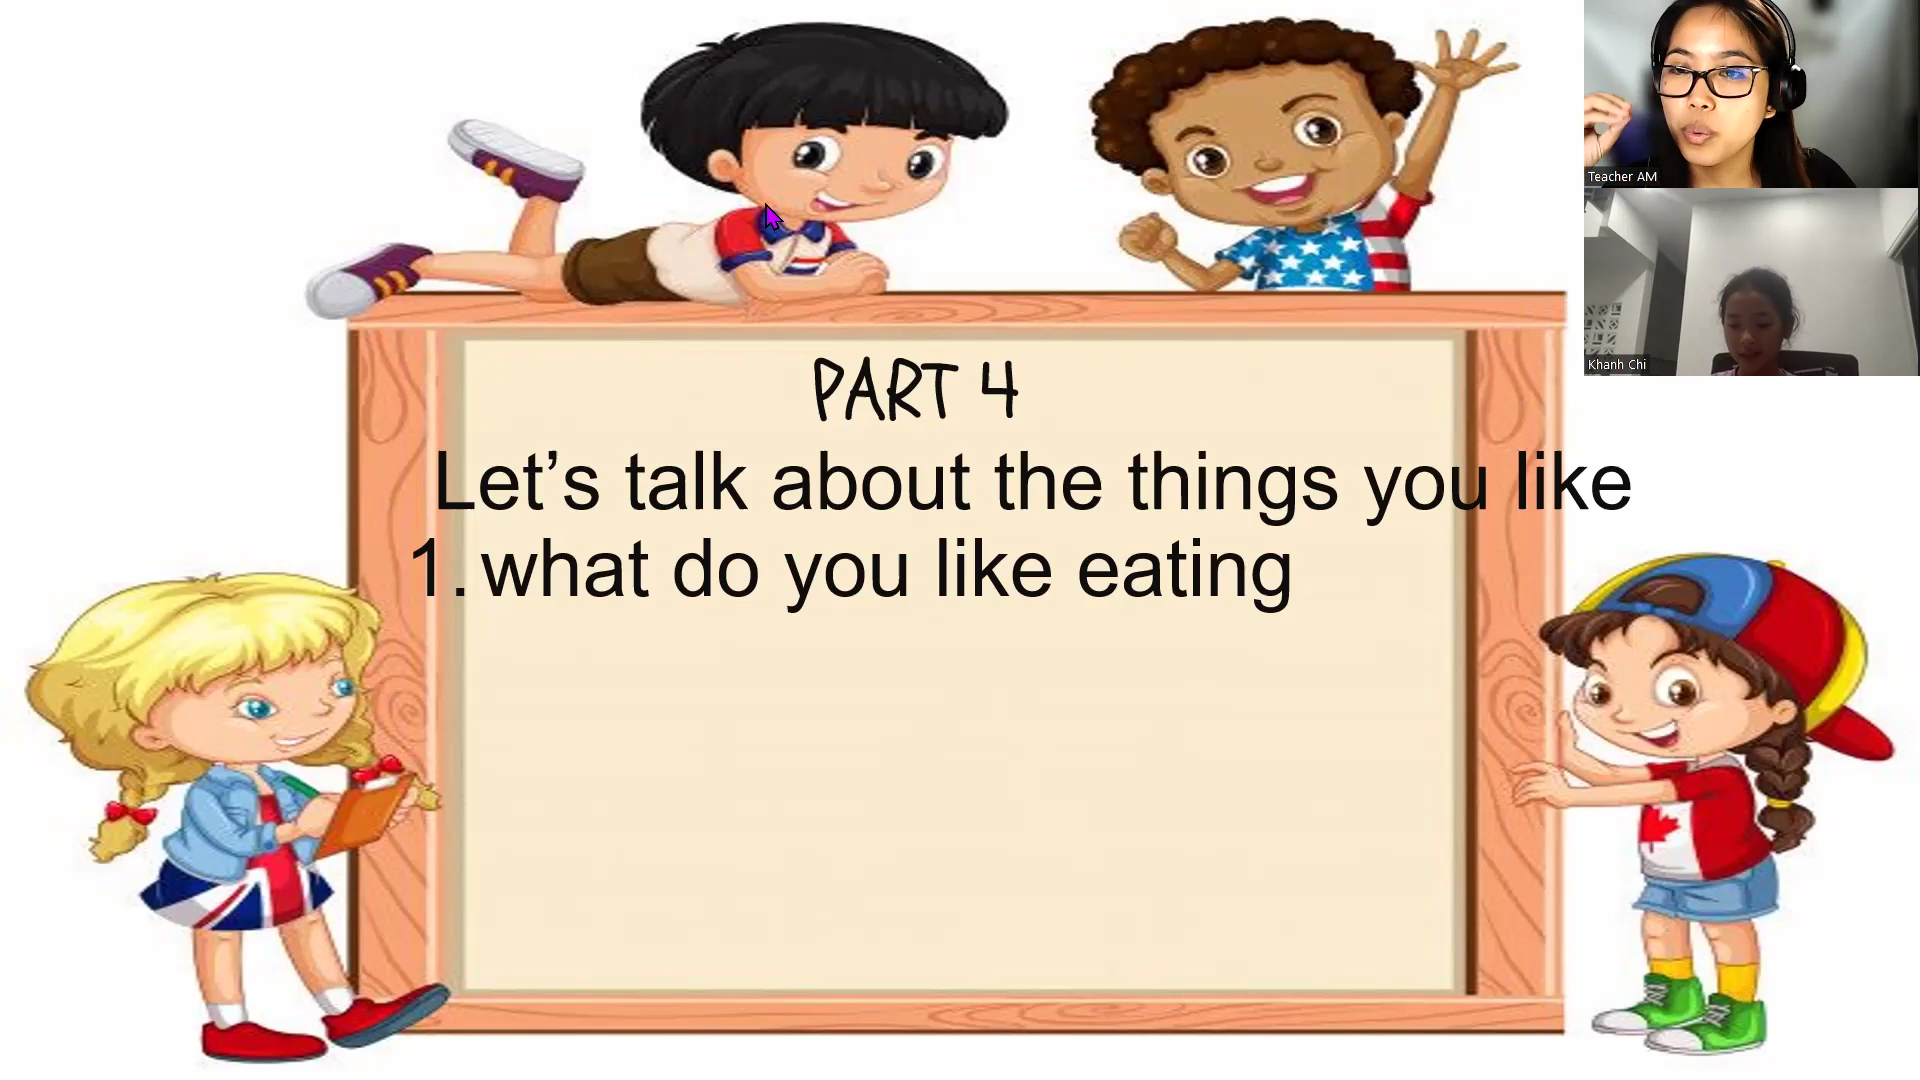 Teacher AM
Khanh Chi
PART 4
Let’s talk about the things you like
1. what do you like eating